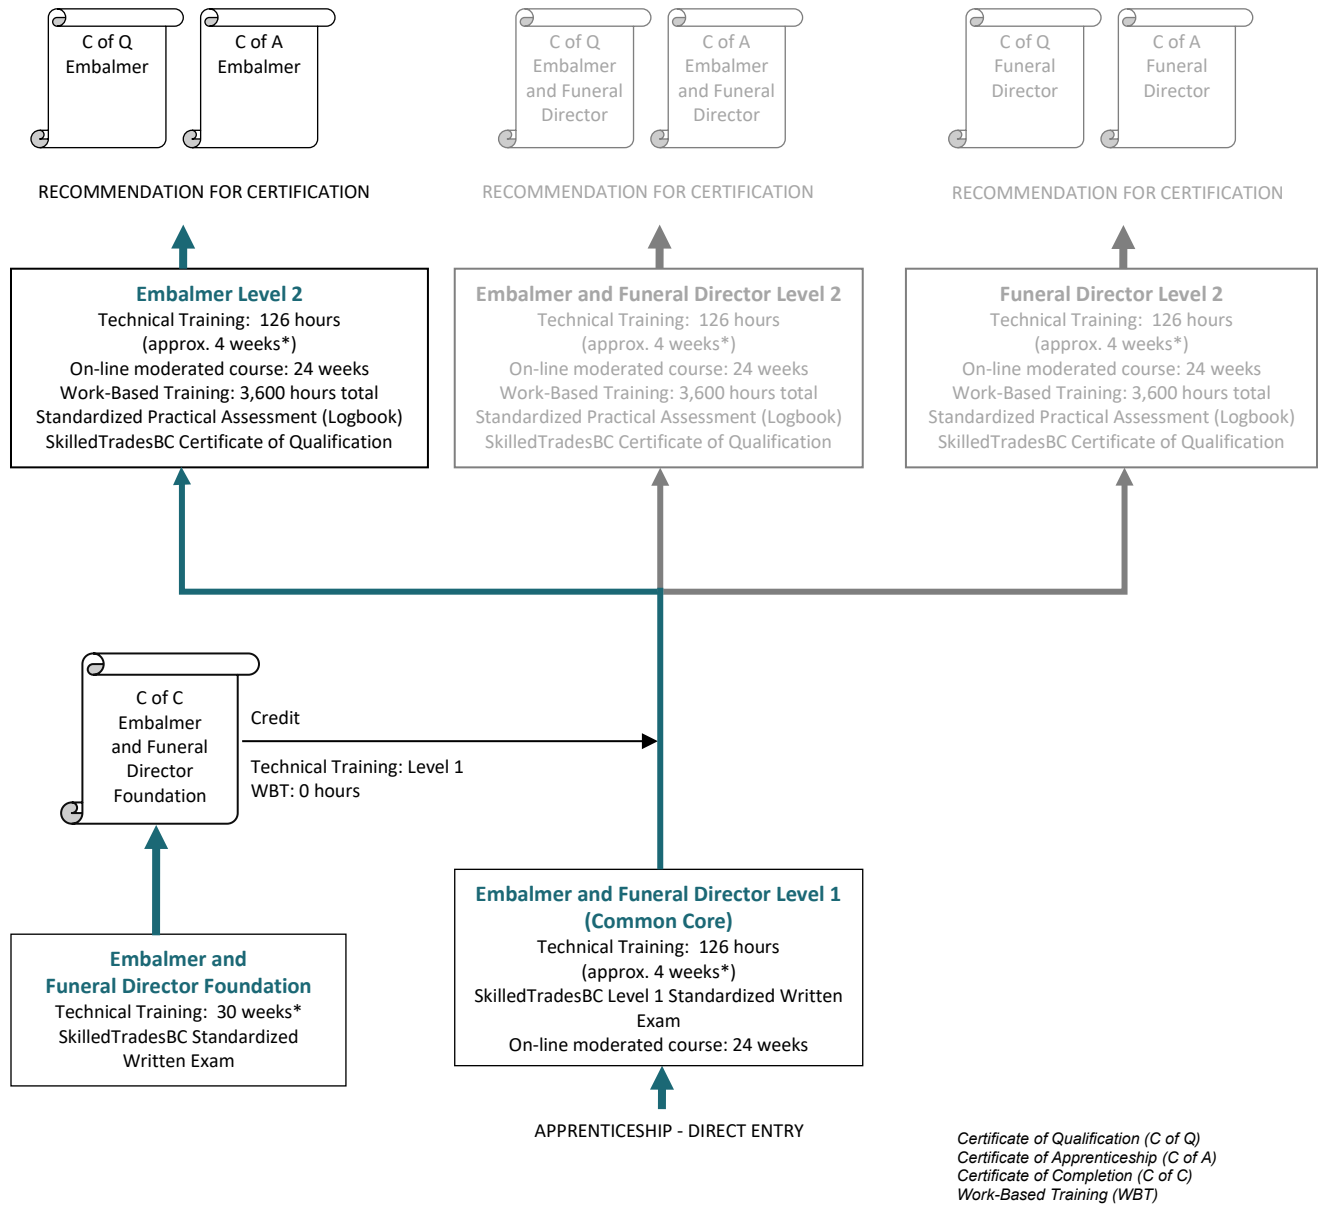 C of Q
Embalmer
C of A
Embalmer
C of Q
Embalmer
and Funeral
Director
C of A
Embalmer
and Funeral
Director
C of Q
Funeral
Director
C of A
Funeral
Director
RECOMMENDATION FOR CERTIFICATION
RECOMMENDATION FOR CERTIFICATION
RECOMMENDATION FOR CERTIFICATION
Embalmer Level 2
Technical Training:  126 hours
(approx. 4 weeks*)
On-line moderated course: 24 weeks
Work-Based Training: 3,600 hours total
Standardized Practical Assessment (Logbook)
SkilledTradesBC Certificate of Qualification
Embalmer and Funeral Director Level 2
Technical Training:  126 hours
(approx. 4 weeks*)
On-line moderated course: 24 weeks
Work-Based Training: 3,600 hours total
Standardized Practical Assessment (Logbook)
SkilledTradesBC Certificate of Qualification
Funeral Director Level 2
Technical Training:  126 hours
(approx. 4 weeks*)
On-line moderated course: 24 weeks
Work-Based Training: 3,600 hours total
Standardized Practical Assessment (Logbook)
SkilledTradesBC Certificate of Qualification
C of C
Embalmer
and Funeral
Director
Foundation
Credit
Technical Training: Level 1
WBT: 0 hours
Embalmer and Funeral Director Level 1
(Common Core)
Technical Training:  126 hours
(approx. 4 weeks*)
SkilledTradesBC Level 1 Standardized Written
Exam
On-line moderated course: 24 weeks
Embalmer and
Funeral Director Foundation
Technical Training:  30 weeks*
SkilledTradesBC Standardized
Written Exam
APPRENTICESHIP - DIRECT ENTRY
Certificate of Qualification (C of Q)
Certificate of Apprenticeship (C of A)
Certificate of Completion (C of C)
Work-Based Training (WBT)